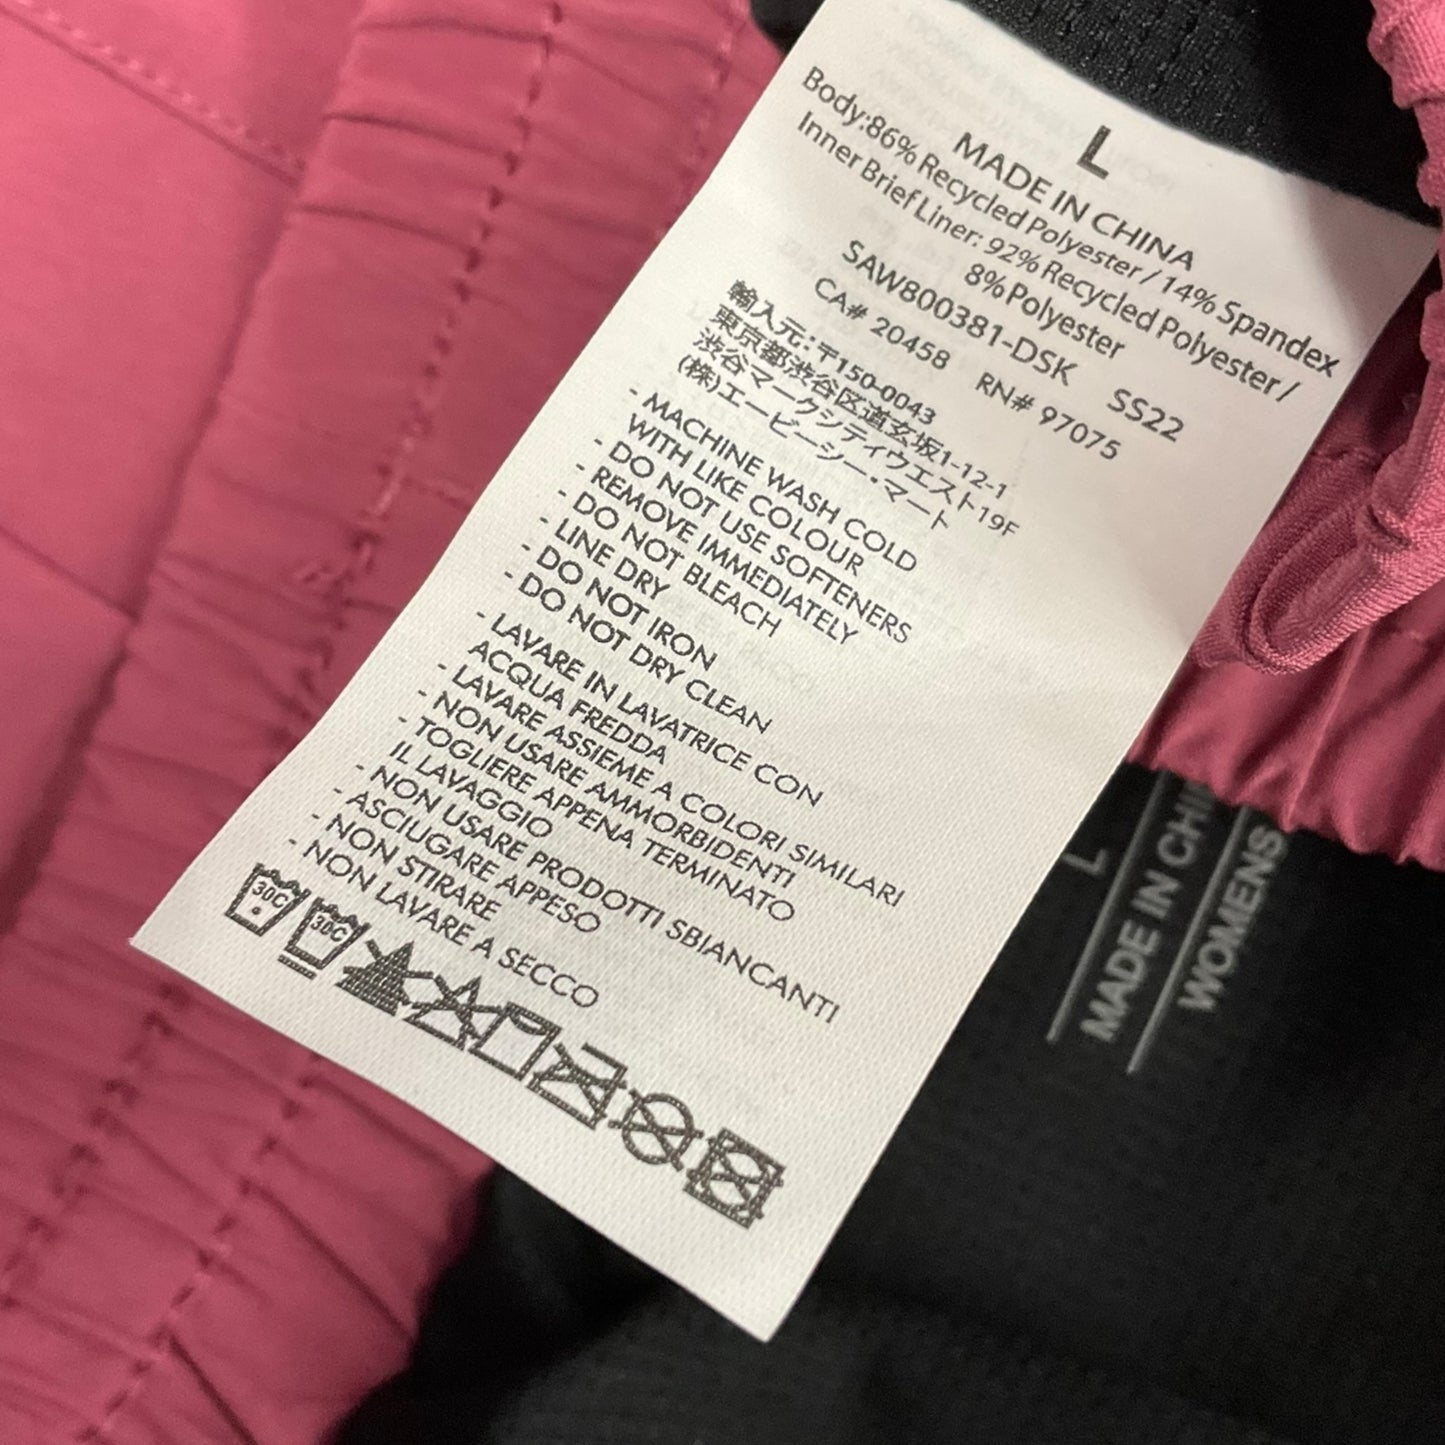 L
MADE IN CHINA
Body:86% Recycled Polyester / 14% Spandex
Inner Brief Liner: 92% Recycled Polyester /
8% Polyester
SAW800381-DSK SS22
CA# 20458 RN# 97075
輸入元:〒150-0043
東京都渋谷区道玄坂1-12-1
渋谷マークシティウエスト19F
(株)エービーシー・マート
- MACHINE WASH COLD
WITH LIKE COLOUR
- DO NOT USE SOFTENERS
- REMOVE IMMEDIATELY
- DO NOT BLEACH
- LINE DRY
- DO NOT IRON
- DO NOT DRY CLEAN
- LAVARE IN LAVATRICE CON
ACQUA FREDDA
- LAVARE ASSIEME A COLORI SIMILARI
- NON USARE AMMORBIDENTI
- TOGLIERE APPENA TERMINATO
IL LAVAGGIO
- NON USARE PRODOTTI SBIANCANTI
- ASCIUGARE APPESO
- NON STIRARE
- NON LAVARE A SECCO
30C
30C
L
MADE IN CHI
WOMENS